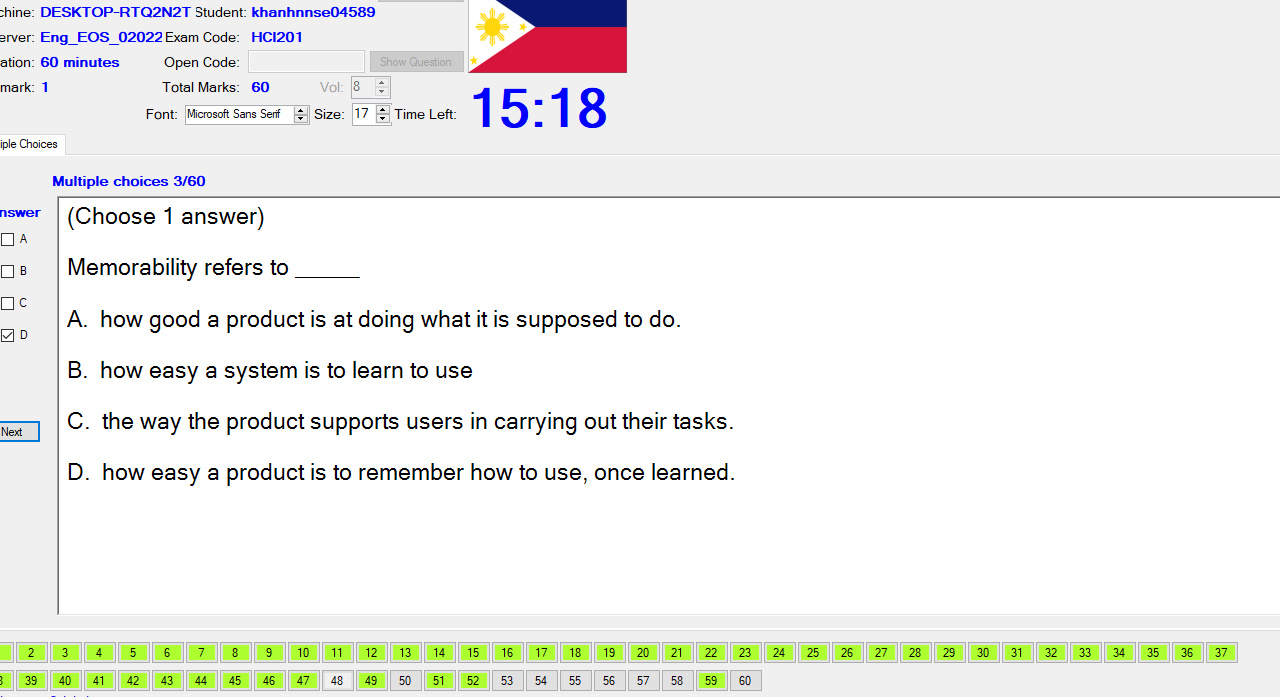 chine: DESKTOP-RTQ2N2T Student: khanhnnse04589
erver: Eng_EOS_02022 Exam Code: HCI201
ation: 60 minutes Open Code: Show Question
mark: 1 Total Marks: 60 Vol: 8
Font: Microsoft Sans Serif Size: 17 Time Left: 15:18
iple Choices
Multiple choices 3/60
nswer
(Choose 1 answer)
A
Memorability refers to _____
B
C
A. how good a product is at doing what it is supposed to do.
D
B. how easy a system is to learn to use
C. the way the product supports users in carrying out their tasks.
Next
D. how easy a product is to remember how to use, once learned.
2 3 4 5 6 7 8 9 10 11 12 13 14 15 16 17 18 19 20 21 22 23 24 25 26 27 28 29 30 31 32 33 34 35 36 37
39 40 41 42 43 44 45 46 47 48 49 50 51 52 53 54 55 56 57 58 59 60